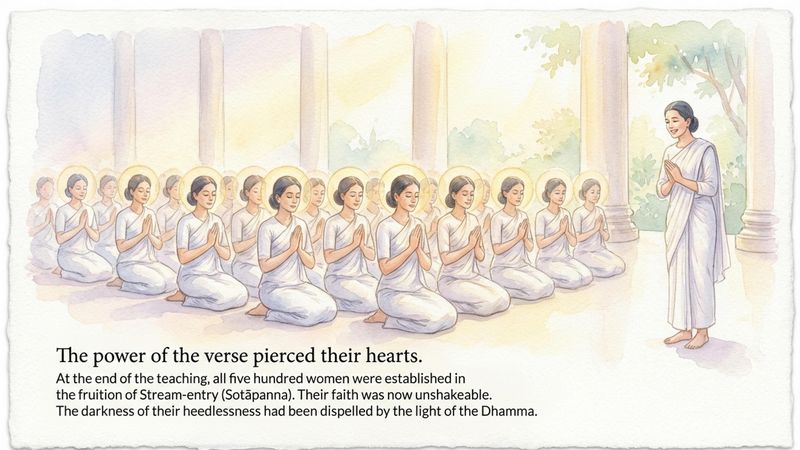 The power of the verse pierced their hearts.
At the end of the teaching, all five hundred women were established in
the fruition of Stream-entry (Sotāpanna). Their faith was now unshakeable.
The darkness of their heedlessness had been dispelled by the light of the Dhamma.